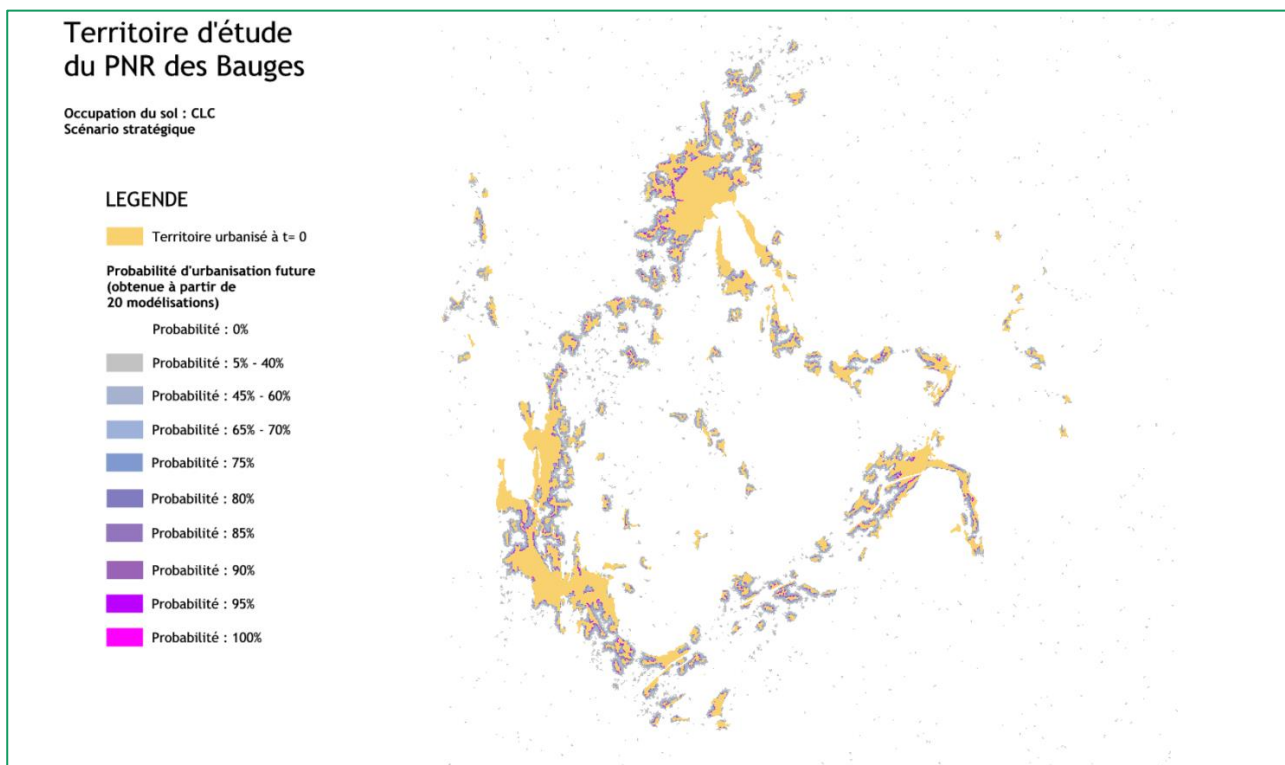 Territoire d'étude
du PNR des Bauges
Occupation du sol : CLC
Scénario stratégique
LEGENDE
Territoire urbanisé à t= 0
Probabilité d'urbanisation future
(obtenue à partir de
20 modélisations)
Probabilité : 0%
Probabilité : 5% - 40%
Probabilité : 45% - 60%
Probabilité : 65% - 70%
Probabilité : 75%
Probabilité : 80%
Probabilité : 85%
Probabilité : 90%
Probabilité : 95%
Probabilité : 100%